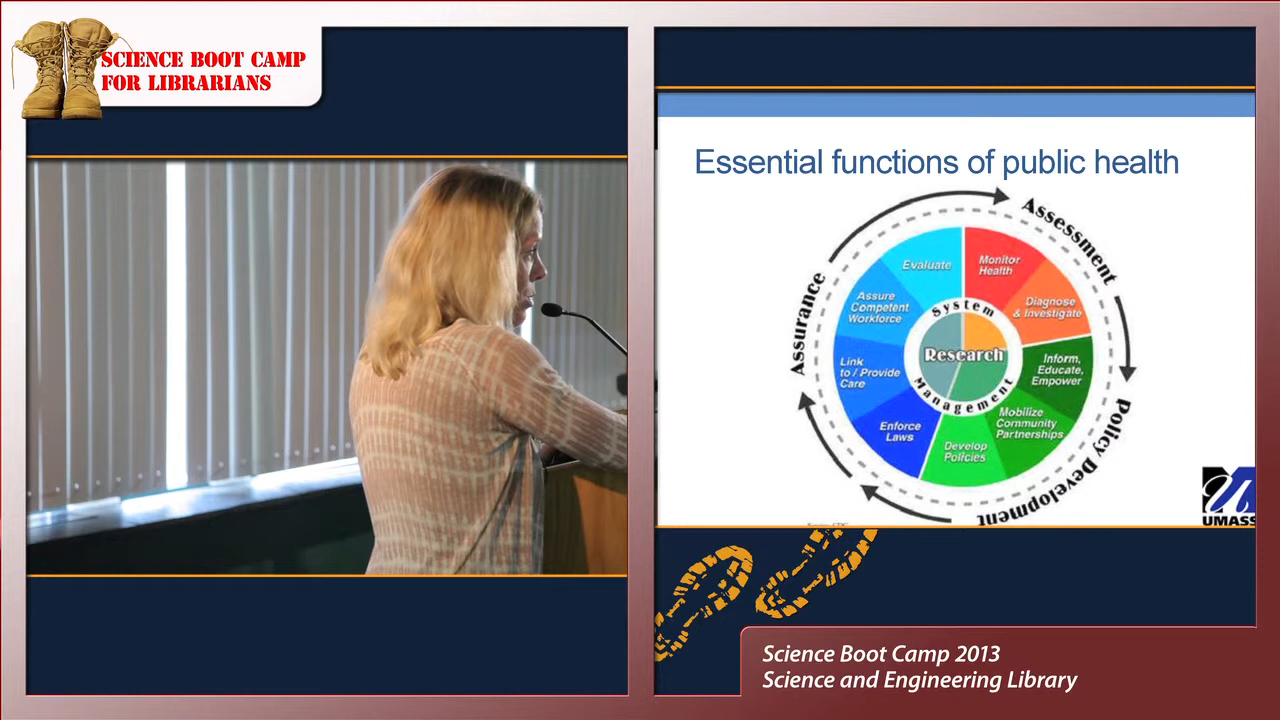 SCIENCE BOOT CAMP
FOR LIBRARIANS
Essential functions of public health
Assessment
Policy Development
Assurance
Monitor
Health
Diagnose
& Investigate
Inform,
Educate,
Empower
Mobilize
Community
Partnerships
Develop
Policies
Enforce
Laws
Link
to / Provide
Care
Assure
Competent
Workforce
Evaluate
System
Management
Research
U
UMASS
Science Boot Camp 2013
Science and Engineering Library